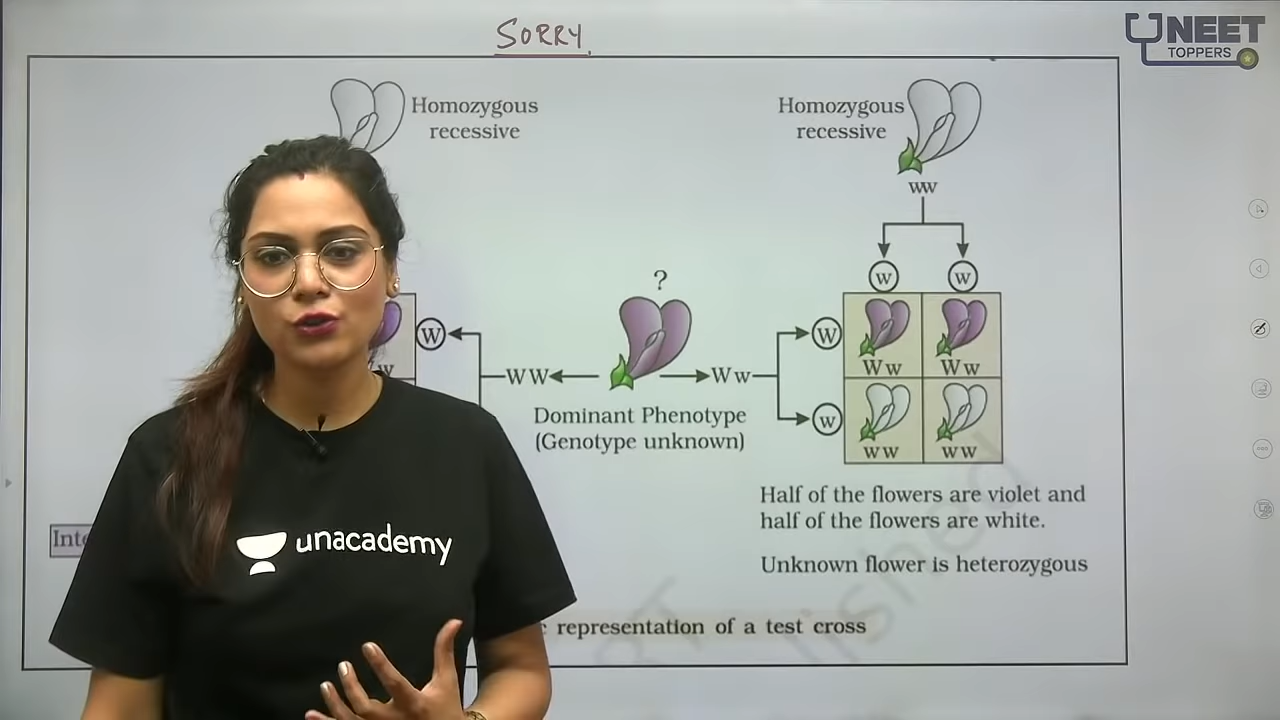 SORRY
UNEET
TOPPERS
Homozygous
recessive
Homozygous
recessive
ww
w
w
?
W
W
w
WW
Ww
Ww
Ww
ww
ww
Dominant Phenotype
(Genotype unknown)
Half of the flowers are violet and
half of the flowers are white.
Unknown flower is heterozygous
unacademy
representation of a test cross